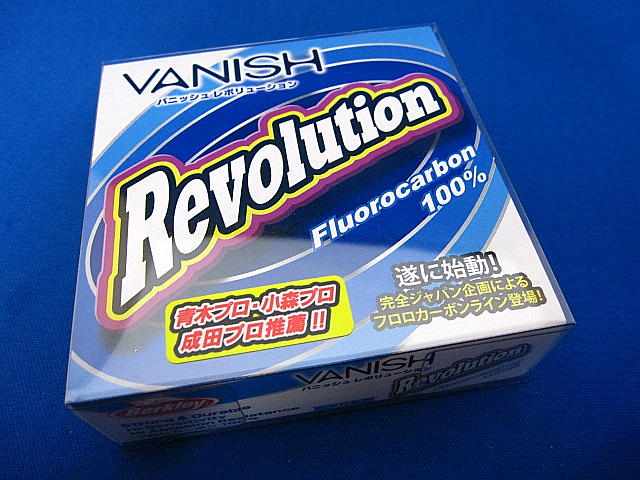 VANISH
バニッシュ レボリューション
Revolution
Fluorocarbon
100%
遂に始動!
完全ジャパン企画による
フロロカーボンライン登場!
青木プロ・小森プロ
成田プロ推薦!!
VANISH
バニッシュ レボリューション
Revolution
Berkley
Strong & Durable